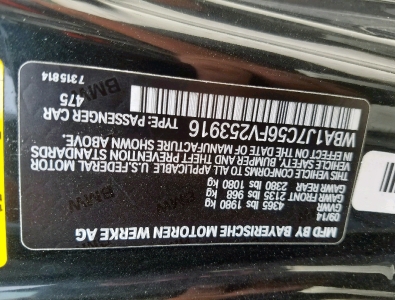 MFD BY BAYERISCHE MOTOREN WERKE AG
09/14
GVWR
4365 lbs 1980 kg
GAWR FRONT 2135 lbs 968 kg
GAWR REAR 2380 lbs 1080 kg
THIS VEHICLE CONFORMS TO ALL APPLICABLE U.S. FEDERAL MOTOR
VEHICLE SAFETY, BUMPER AND THEFT PREVENTION STANDARDS
IN EFFECT ON THE DATE OF MANUFACTURE SHOWN ABOVE.
WBA1J7C56FV253916 TYPE: PASSENGER CAR
475
BMW
BMW
7315814